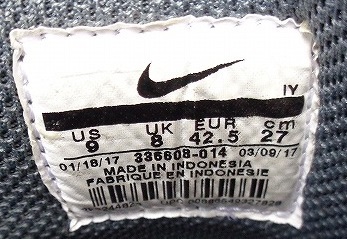 IY
US UK EUR cm
9 8 42.5 27
01/18/17 336608-014 03/09/17
MADE IN INDONESIA
FABRIQUE EN INDONESIE